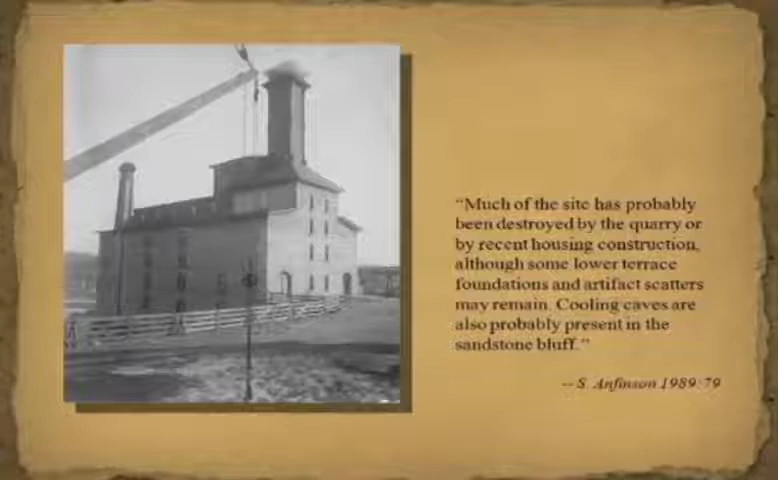 “Much of the site has probably
been destroyed by the quarry or
by recent housing construction,
although some lower terrace
foundations and artifact scatters
may remain. Cooling caves are
also probably present in the
sandstone bluff.”
-- S. Anfinson 1989:79